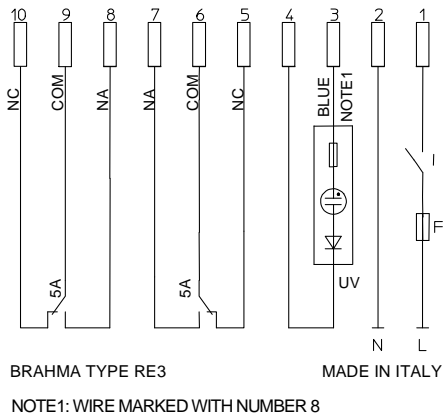 10 9 8 7 6 5 4 3 2 1
NC COM NA NA COM NC BLUE NOTE1
I
F
5A 5A
UV
N L
BRAHMA TYPE RE3 MADE IN ITALY
NOTE1: WIRE MARKED WITH NUMBER 8